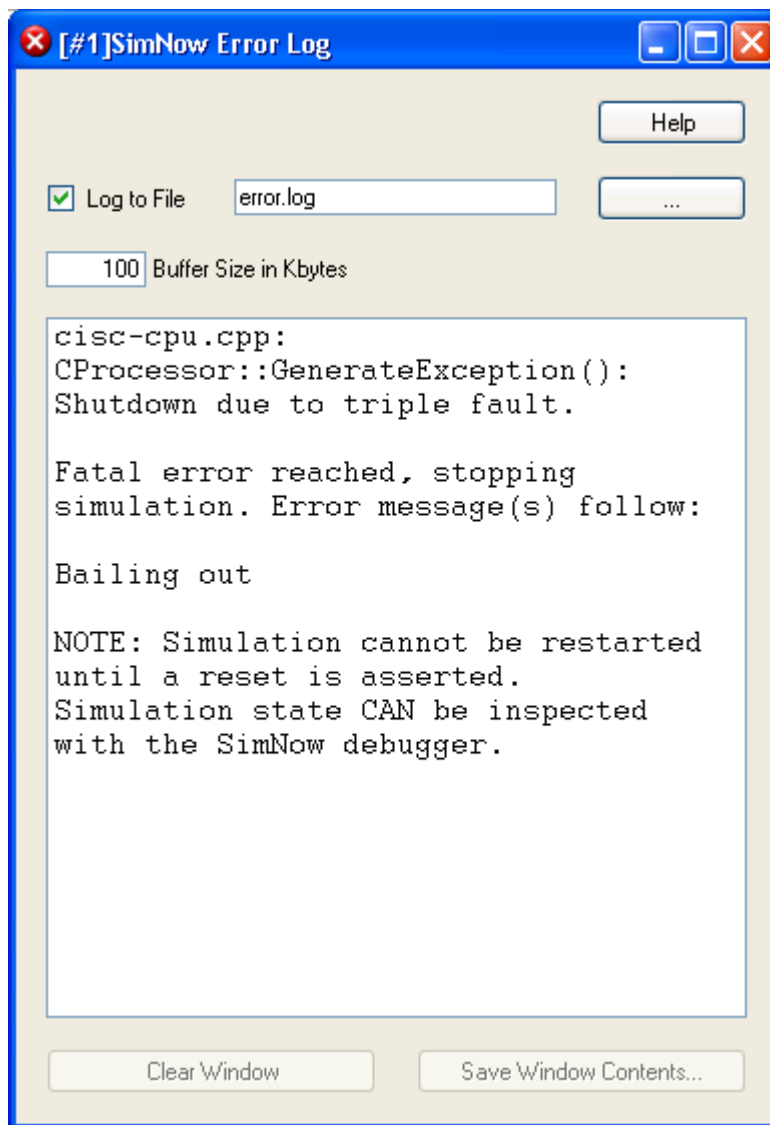 [#1]SimNow Error Log
Help
Log to File
error.log
...
100 Buffer Size in Kbytes
cisc-cpu.cpp:
CProcessor::GenerateException():
Shutdown due to triple fault.
Fatal error reached, stopping
simulation. Error message(s) follow:
Bailing out
NOTE: Simulation cannot be restarted
until a reset is asserted.
Simulation state CAN be inspected
with the SimNow debugger.
Clear Window
Save Window Contents...